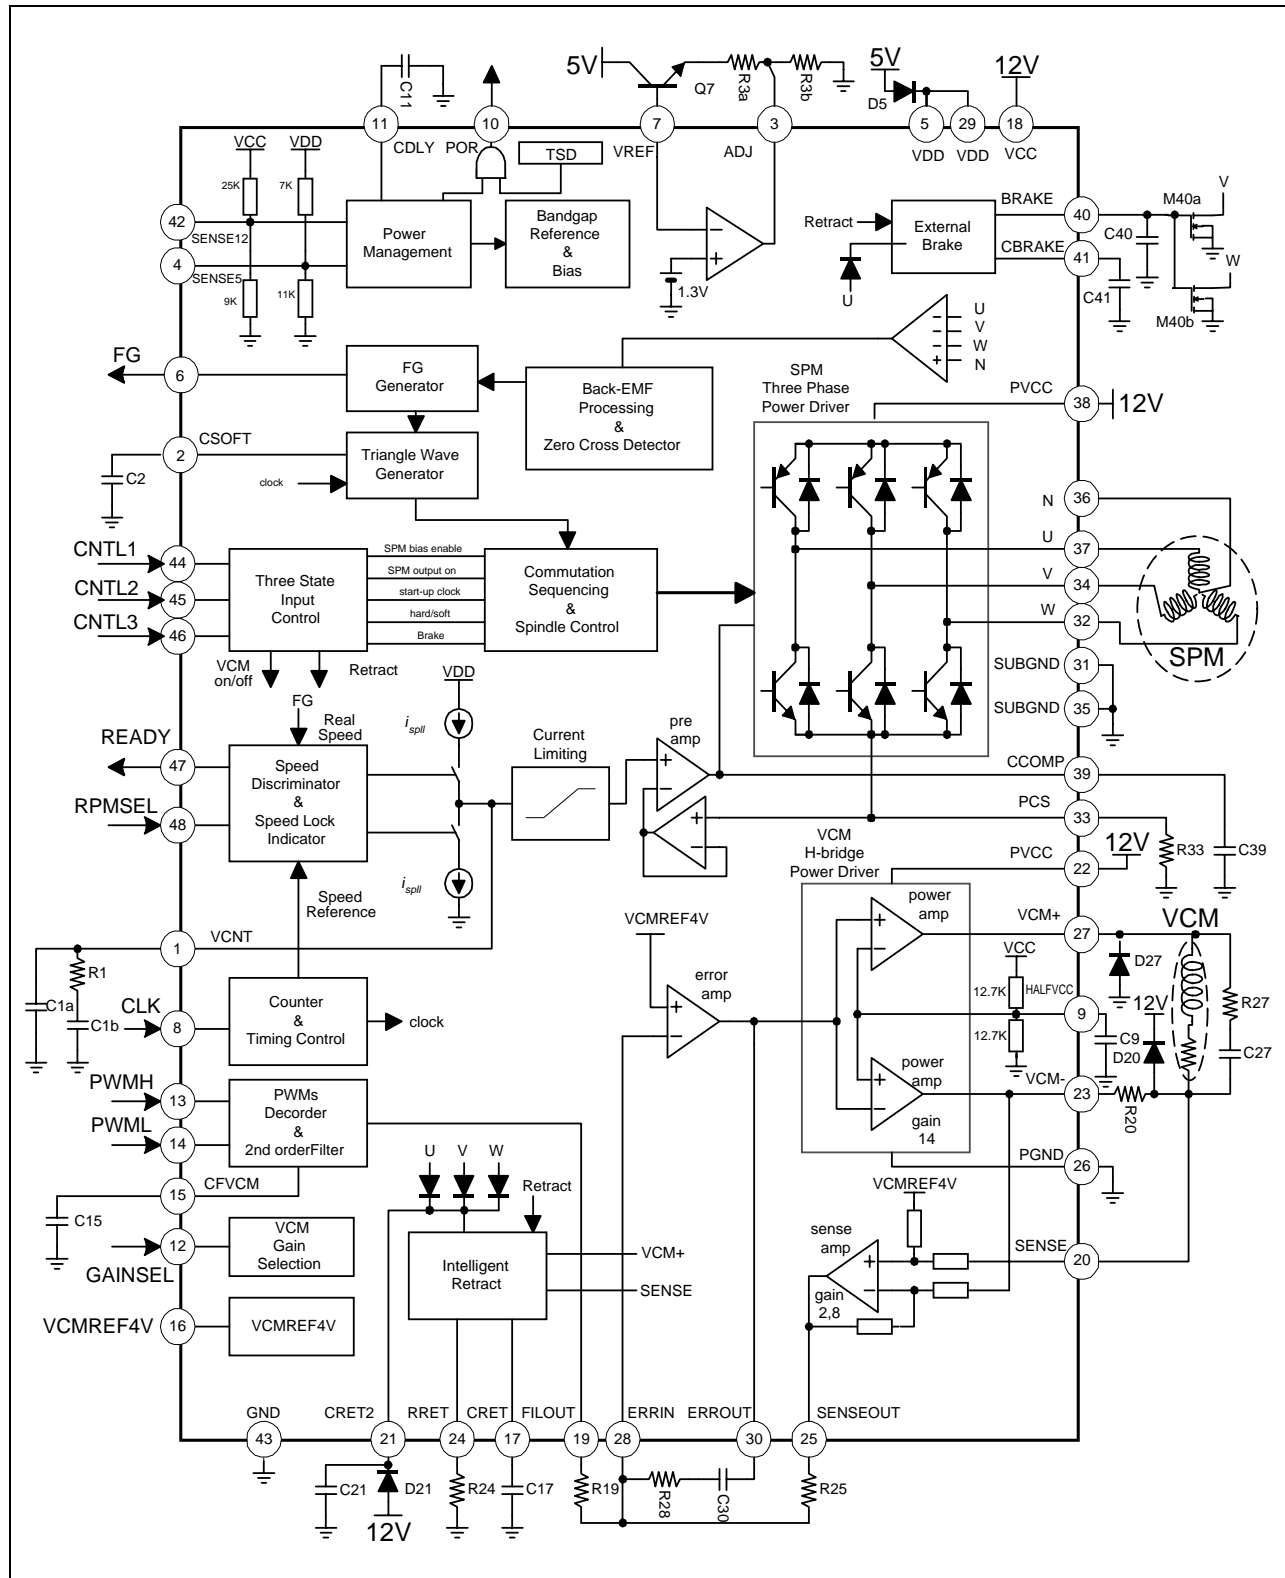 5V
Q7
R3a
R3b
5V
D5
12V
C11
11
10
7
3
5
29
18
CDLY
POR
VREF
ADJ
VDD
VDD
VCC
VCC
VDD
TSD
25K
7K
42
SENSE12
4
SENSE5
9K
11K
Power
Management
Bandgap
Reference
&
Bias
1.3V
Retract
External
Brake
U
BRAKE
40
CBRAKE
41
C40
C41
M40a
V
W
M40b
U
V
W
N
FG
6
FG
Generator
Back-EMF
Processing
&
Zero Cross Detector
SPM
Three Phase
Power Driver
PVCC
38
12V
CSOFT
2
C2
clock
Triangle Wave
Generator
N
36
U
37
V
34
W
32
SUBGND
31
SUBGND
35
SPM
CNTL1
44
CNTL2
45
CNTL3
46
Three State
Input
Control
SPM bias enable
SPM output on
start-up clock
hard/soft
Brake
Commutation
Sequencing
&
Spindle Control
VCM
on/off
Retract
FG
Real
Speed
VDD
ispll
READY
47
RPMSEL
48
Speed
Discriminator
&
Speed Lock
Indicator
Current
Limiting
pre
amp
CCOMP
39
PCS
33
R33
C39
ispll
Speed
Reference
VCM
H-bridge
Power Driver
PVCC
22
12V
VCNT
1
R1
C1a
C1b
CLK
8
Counter
&
Timing Control
clock
VCMREF4V
error
amp
power
amp
VCM+
27
VCC
12.7K
HALFVCC
12.7K
9
C9
D27
VCM
12V
D20
R27
C27
VCM-
23
R20
power
amp
gain
14
PGND
26
PWMH
13
PWML
14
PWMs
Decorder
&
2nd orderFilter
CFVCM
15
C15
12
GAINSEL
VCM
Gain
Selection
VCMREF4V
16
VCMREF4V
U
V
W
Retract
Intelligent
Retract
VCM+
SENSE
VCMREF4V
sense
amp
gain
2,8
SENSE
20
GND
43
CRET2
21
RRET
24
CRET
17
FILOUT
19
ERRIN
28
ERROUT
30
SENSEOUT
25
C21
D21
12V
R24
C17
R19
R28
C30
R25